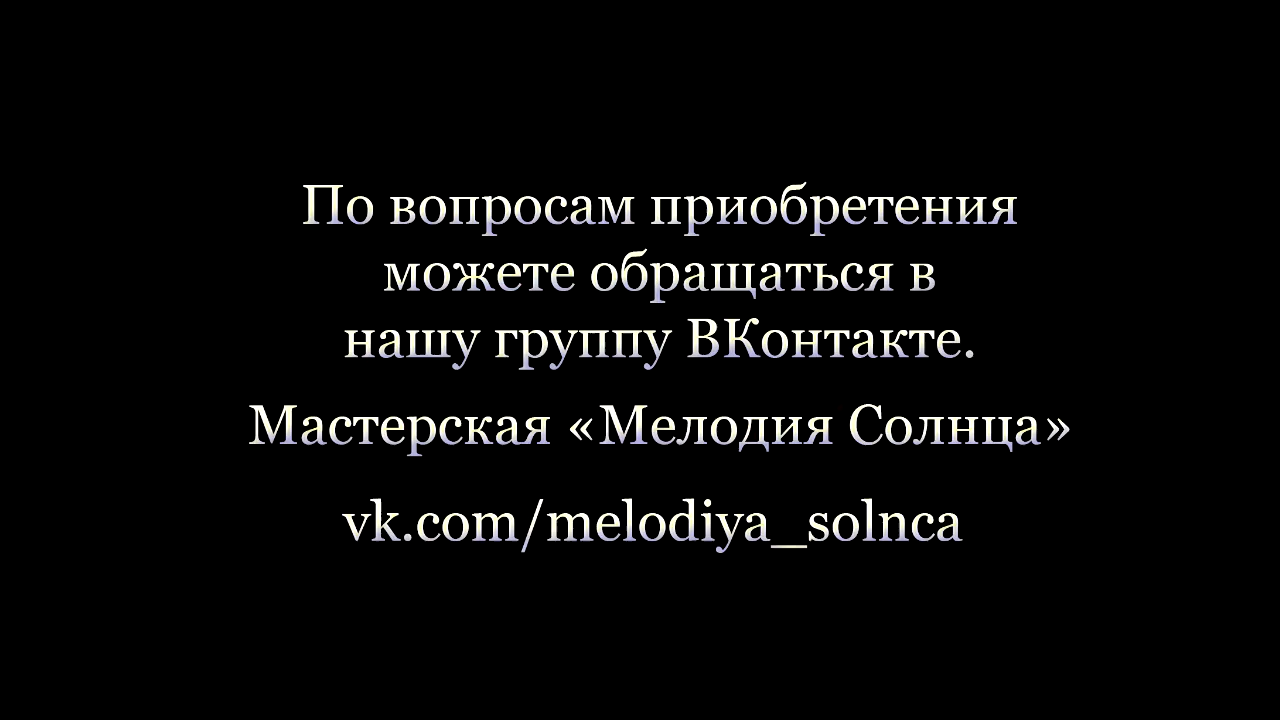 По вопросам приобретения
можете обращаться в
нашу группу ВКонтакте.
Мастерская «Мелодия Солнца»
vk.com/melodiya_solnca